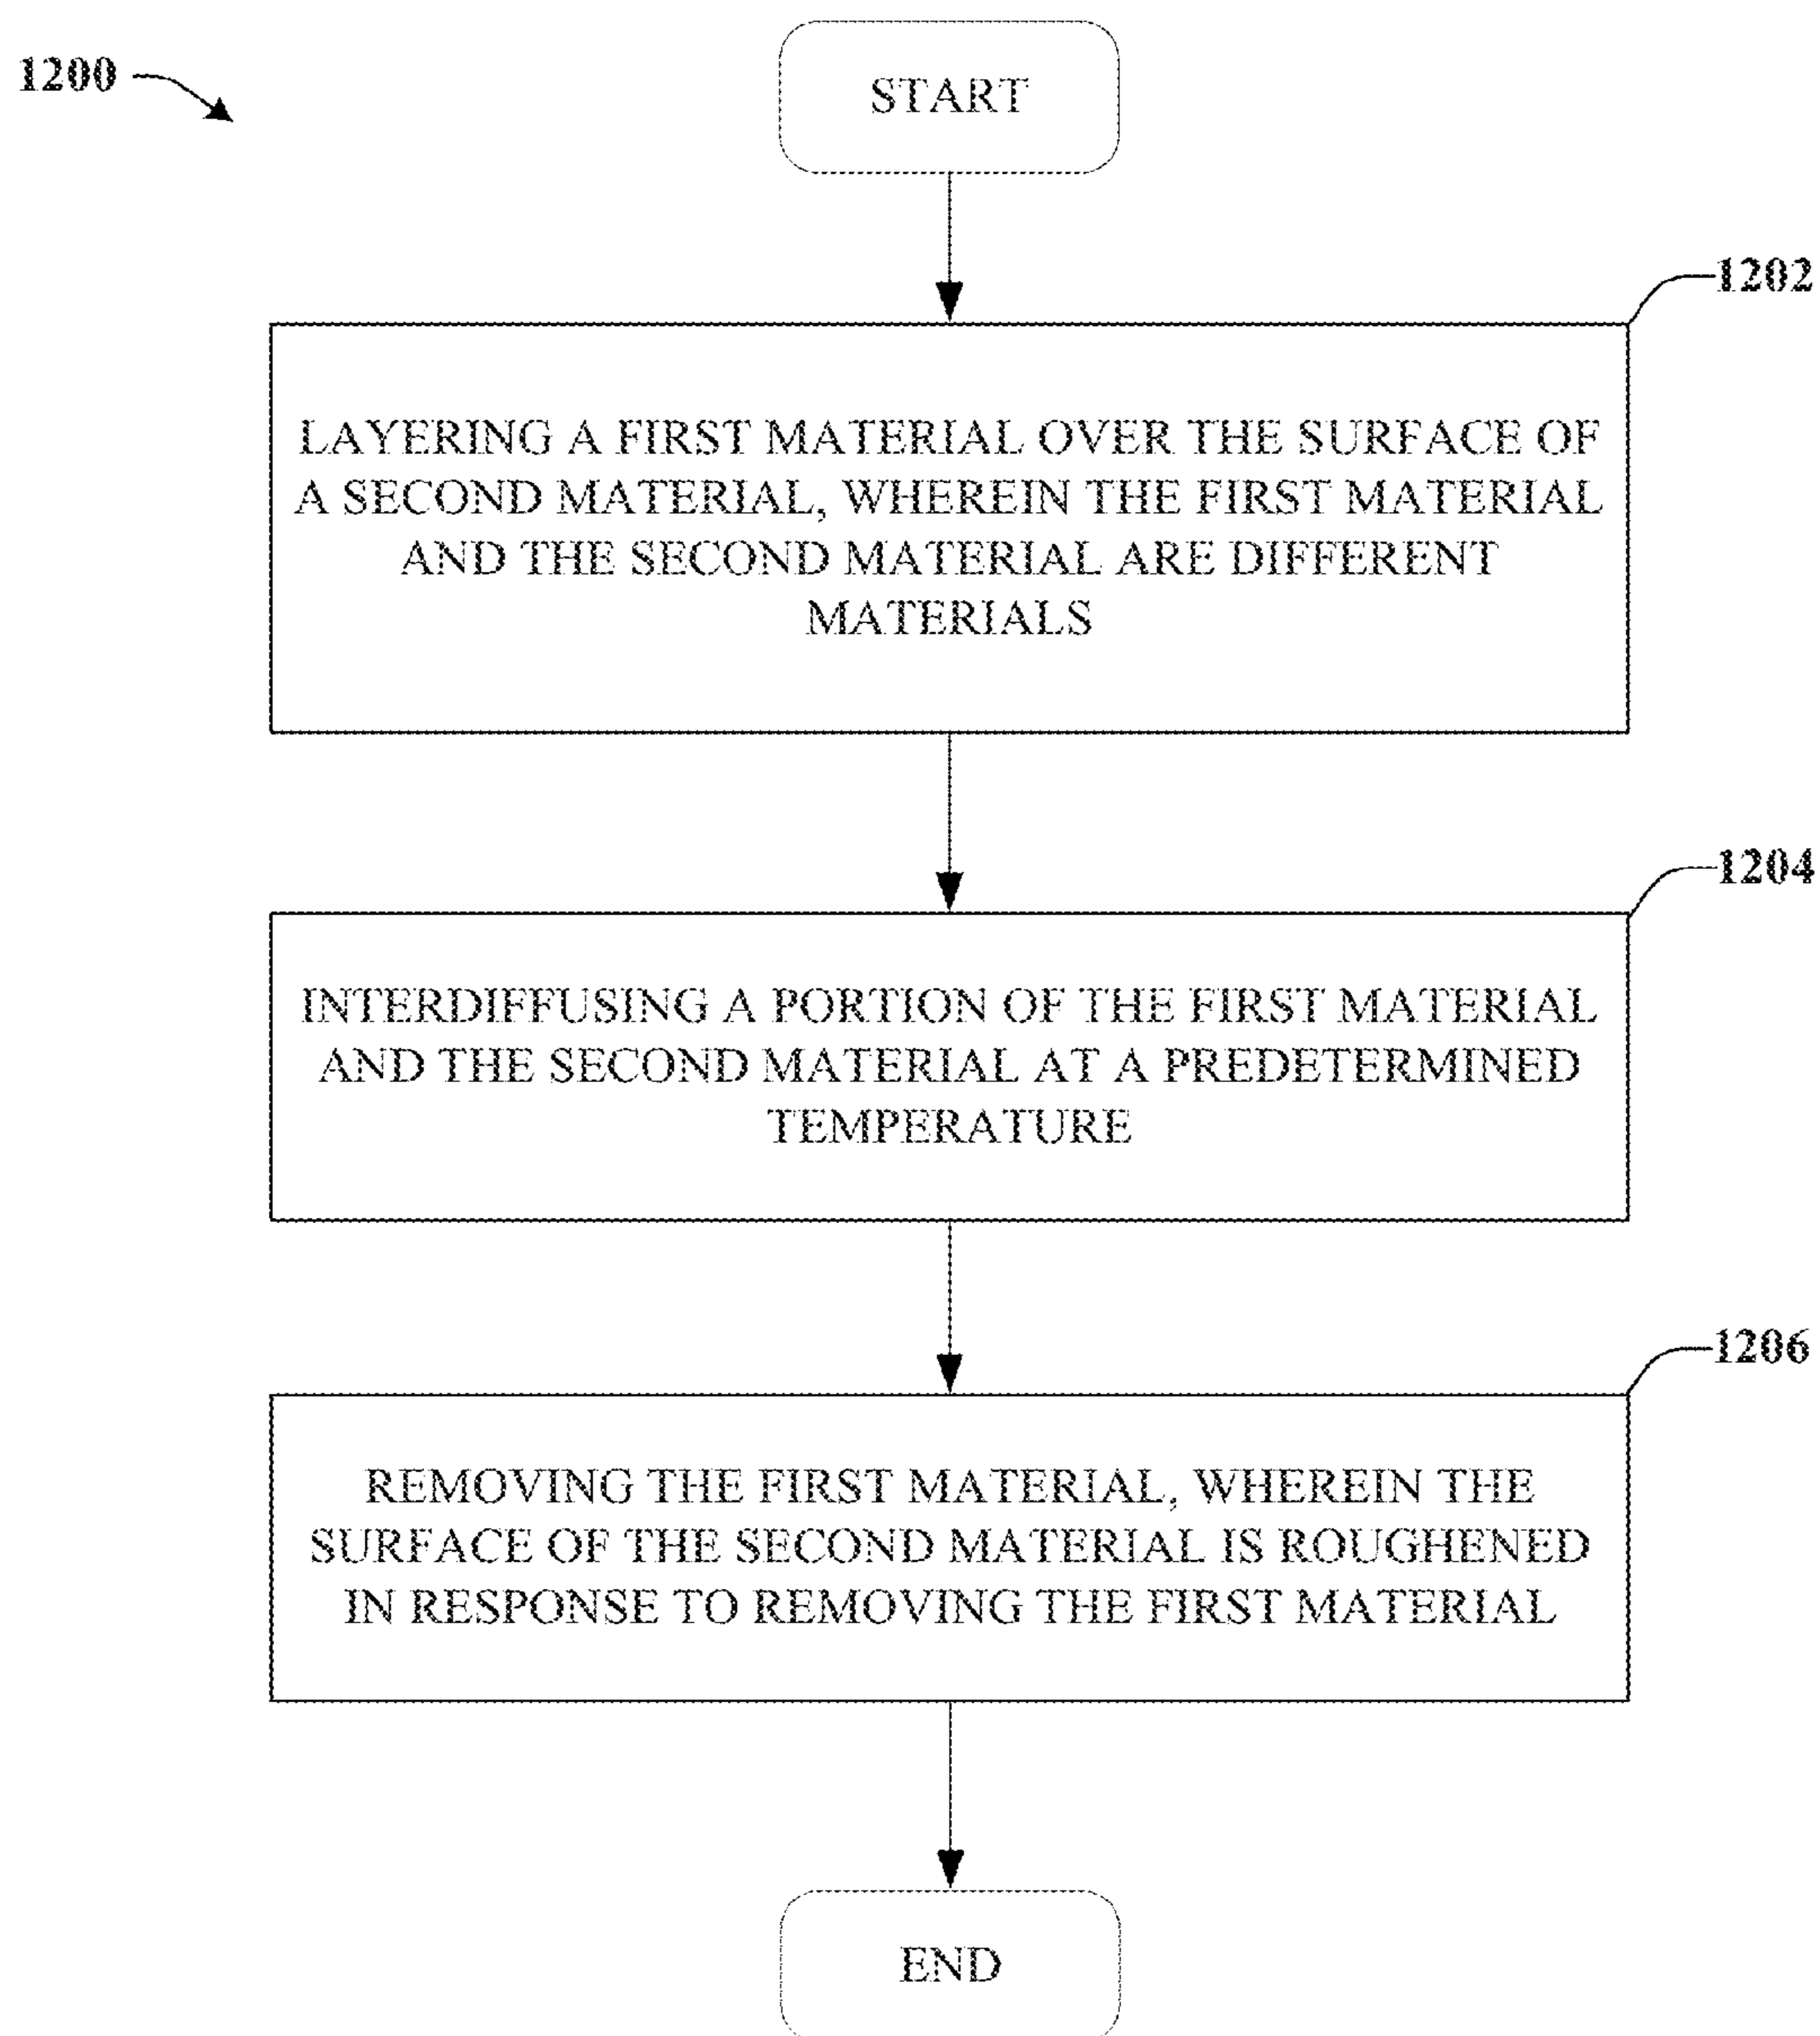 1200
START
1202
LAYERING A FIRST MATERIAL OVER THE SURFACE OF
A SECOND MATERIAL, WHEREIN THE FIRST MATERIAL
AND THE SECOND MATERIAL ARE DIFFERENT
MATERIALS
1204
INTERDIFFUSING A PORTION OF THE FIRST MATERIAL
AND THE SECOND MATERIAL AT A PREDETERMINED
TEMPERATURE
1206
REMOVING THE FIRST MATERIAL, WHEREIN THE
SURFACE OF THE SECOND MATERIAL IS ROUGHENED
IN RESPONSE TO REMOVING THE FIRST MATERIAL
END